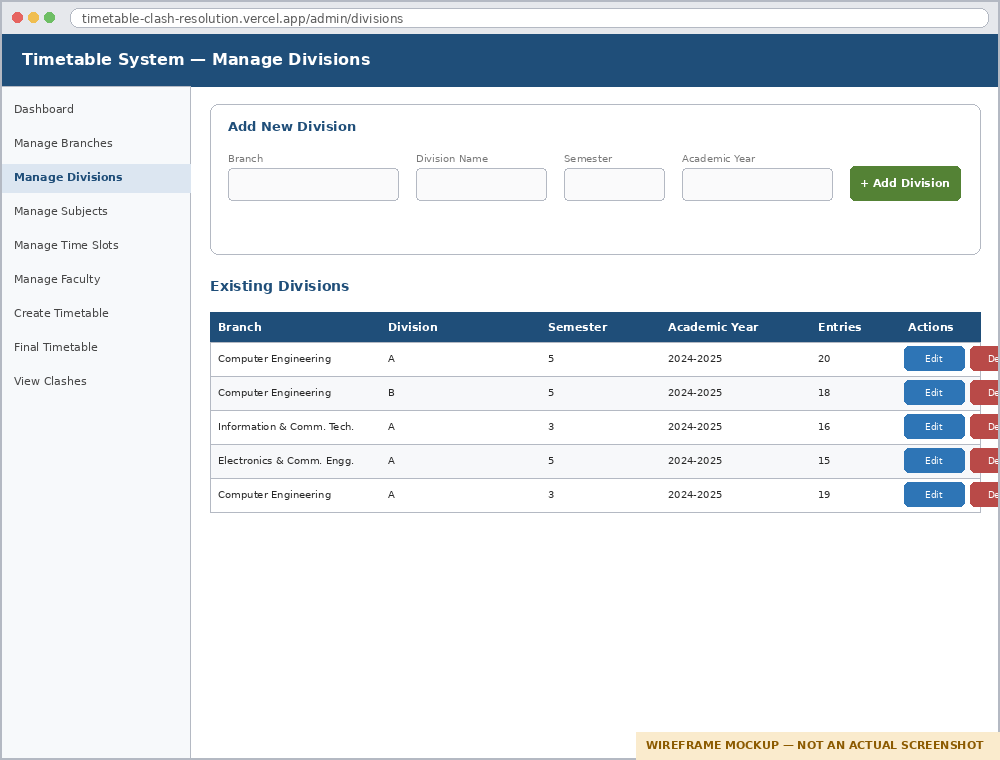 timetable-clash-resolution.vercel.app/admin/divisions
Timetable System — Manage Divisions
Dashboard
Manage Branches
Manage Divisions
Manage Subjects
Manage Time Slots
Manage Faculty
Create Timetable
Final Timetable
View Clashes
Add New Division
Branch Division Name Semester Academic Year
+ Add Division
Existing Divisions
Branch Division Semester Academic Year Entries Actions
Computer Engineering A 5 2024-2025 20 Edit De
Computer Engineering B 5 2024-2025 18 Edit De
Information & Comm. Tech. A 3 2024-2025 16 Edit De
Electronics & Comm. Engg. A 5 2024-2025 15 Edit De
Computer Engineering A 3 2024-2025 19 Edit De
WIREFRAME MOCKUP — NOT AN ACTUAL SCREENSHOT